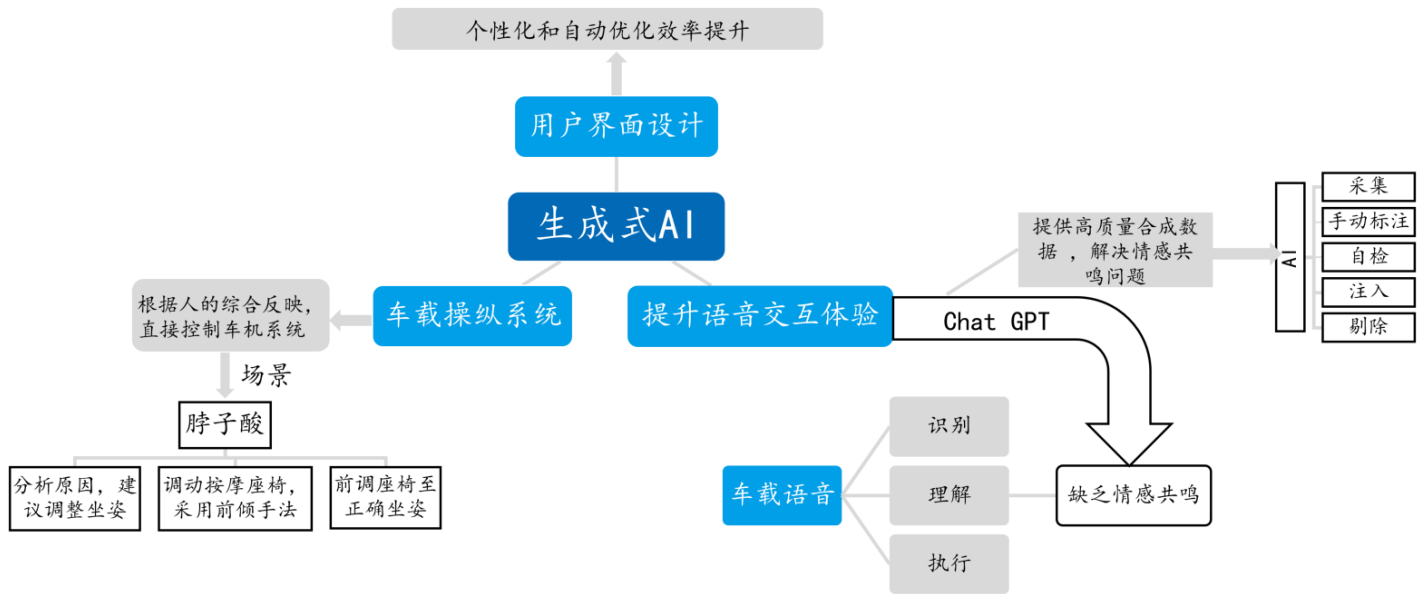 个性化和自动优化效率提升
用户界面设计
生成式AI
车载操纵系统
提升语音交互体验
根据人的综合反映，
直接控制车机系统
场景
脖子酸
分析原因，建
议调整坐姿
调动按摩座椅，
采用前倾手法
前调座椅至
正确坐姿
Chat GPT
提供高质量合成数
据 ，解决情感共
鸣问题
AI
采集
手动标注
自检
注入
剔除
车载语音
识别
理解
执行
缺乏情感共鸣